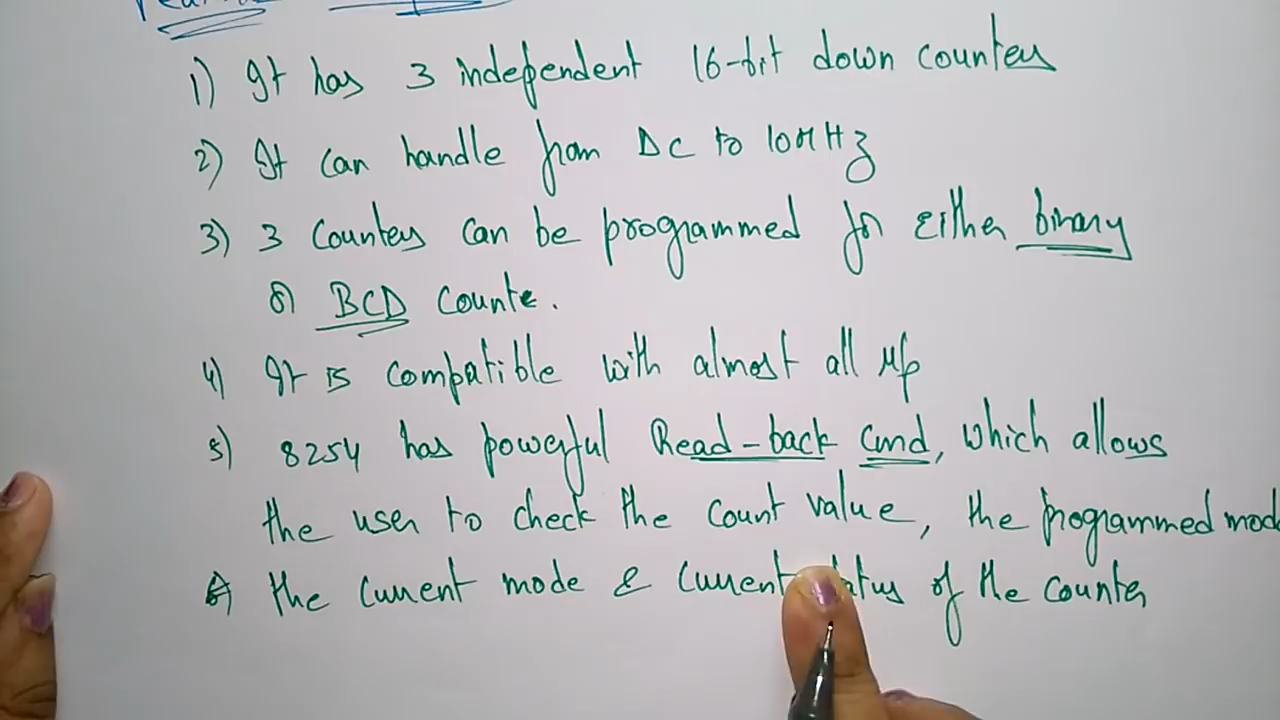 1) It has 3 independent 16-bit down counters
2) It can handle from DC to 10MHz
3) 3 Counters can be programmed for either binary
or BCD counte.
4) It is compatible with almost all μp
5) 8254 has powerful Read-back cmd, which allows
the user to check the count value, the programmed mod
the current mode & current of the counter